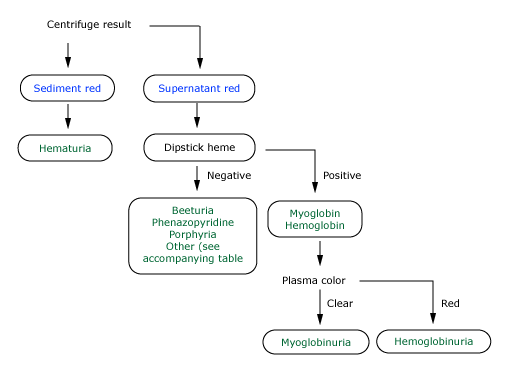 Centrifuge result
Sediment red
Supernatant red
Hematuria
Dipstick heme
Negative
Positive
Beeturia
Phenazopyridine
Porphyria
Other (see
accompanying table
Myoglobin
Hemoglobin
Plasma color
Clear
Red
Myoglobinuria
Hemoglobinuria